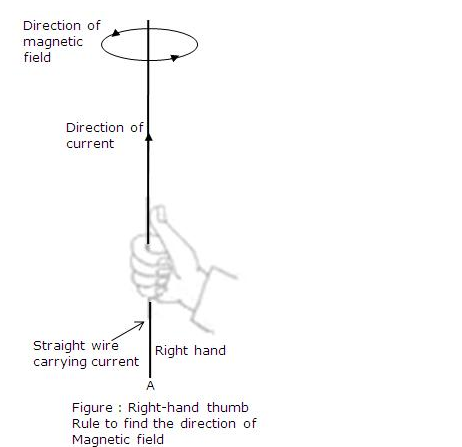 Direction of
magnetic
field
Direction of
current
Straight wire
carrying current
Right hand
A
Figure : Right-hand thumb
Rule to find the direction of
Magnetic field